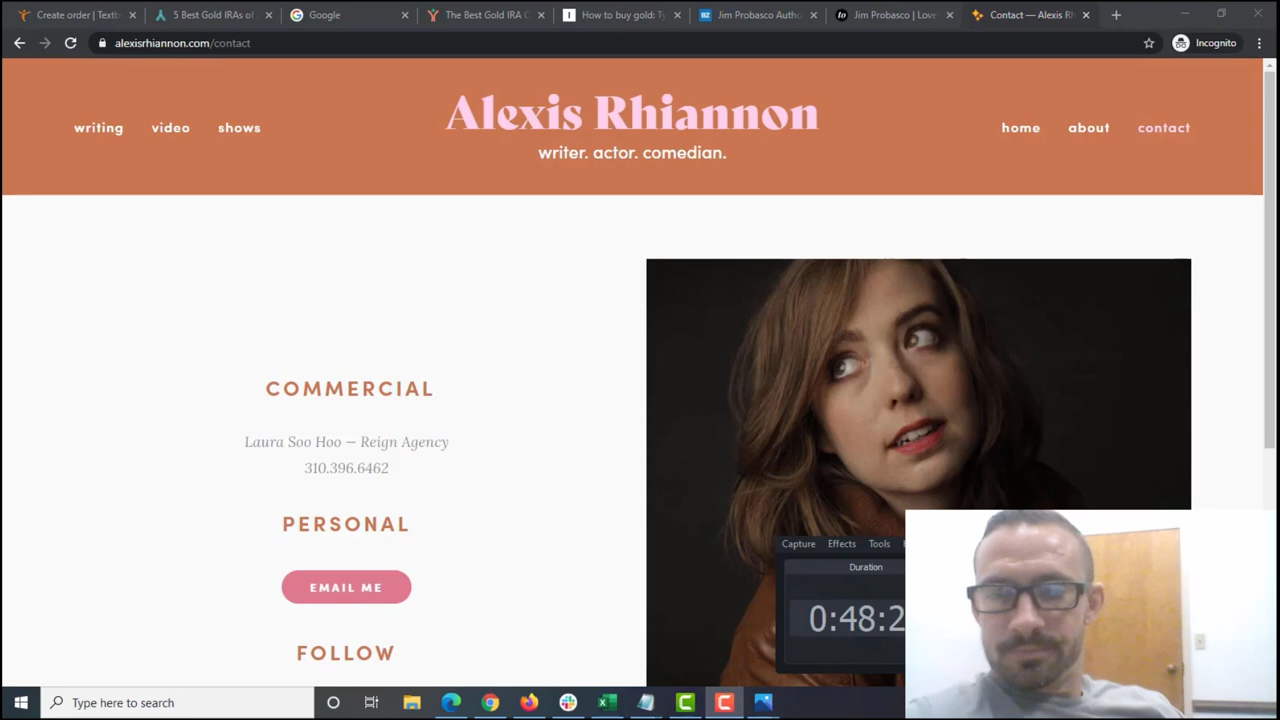 Create order | Textb
5 Best Gold IRAs of
Google
The Best Gold IRA C
How to buy gold: Ty
Jim Probasco Autho
Jim Probasco | Love
Contact — Alexis Rh
alexisrhiannon.com/contact
Incognito
writing
video
shows
Alexis Rhiannon
writer. actor. comedian.
home
about
contact
COMMERCIAL
Laura Soo Hoo — Reign Agency
310.396.6462
PERSONAL
EMAIL ME
FOLLOW
Capture
Effects
Tools
Duration
0:48:2
Type here to search